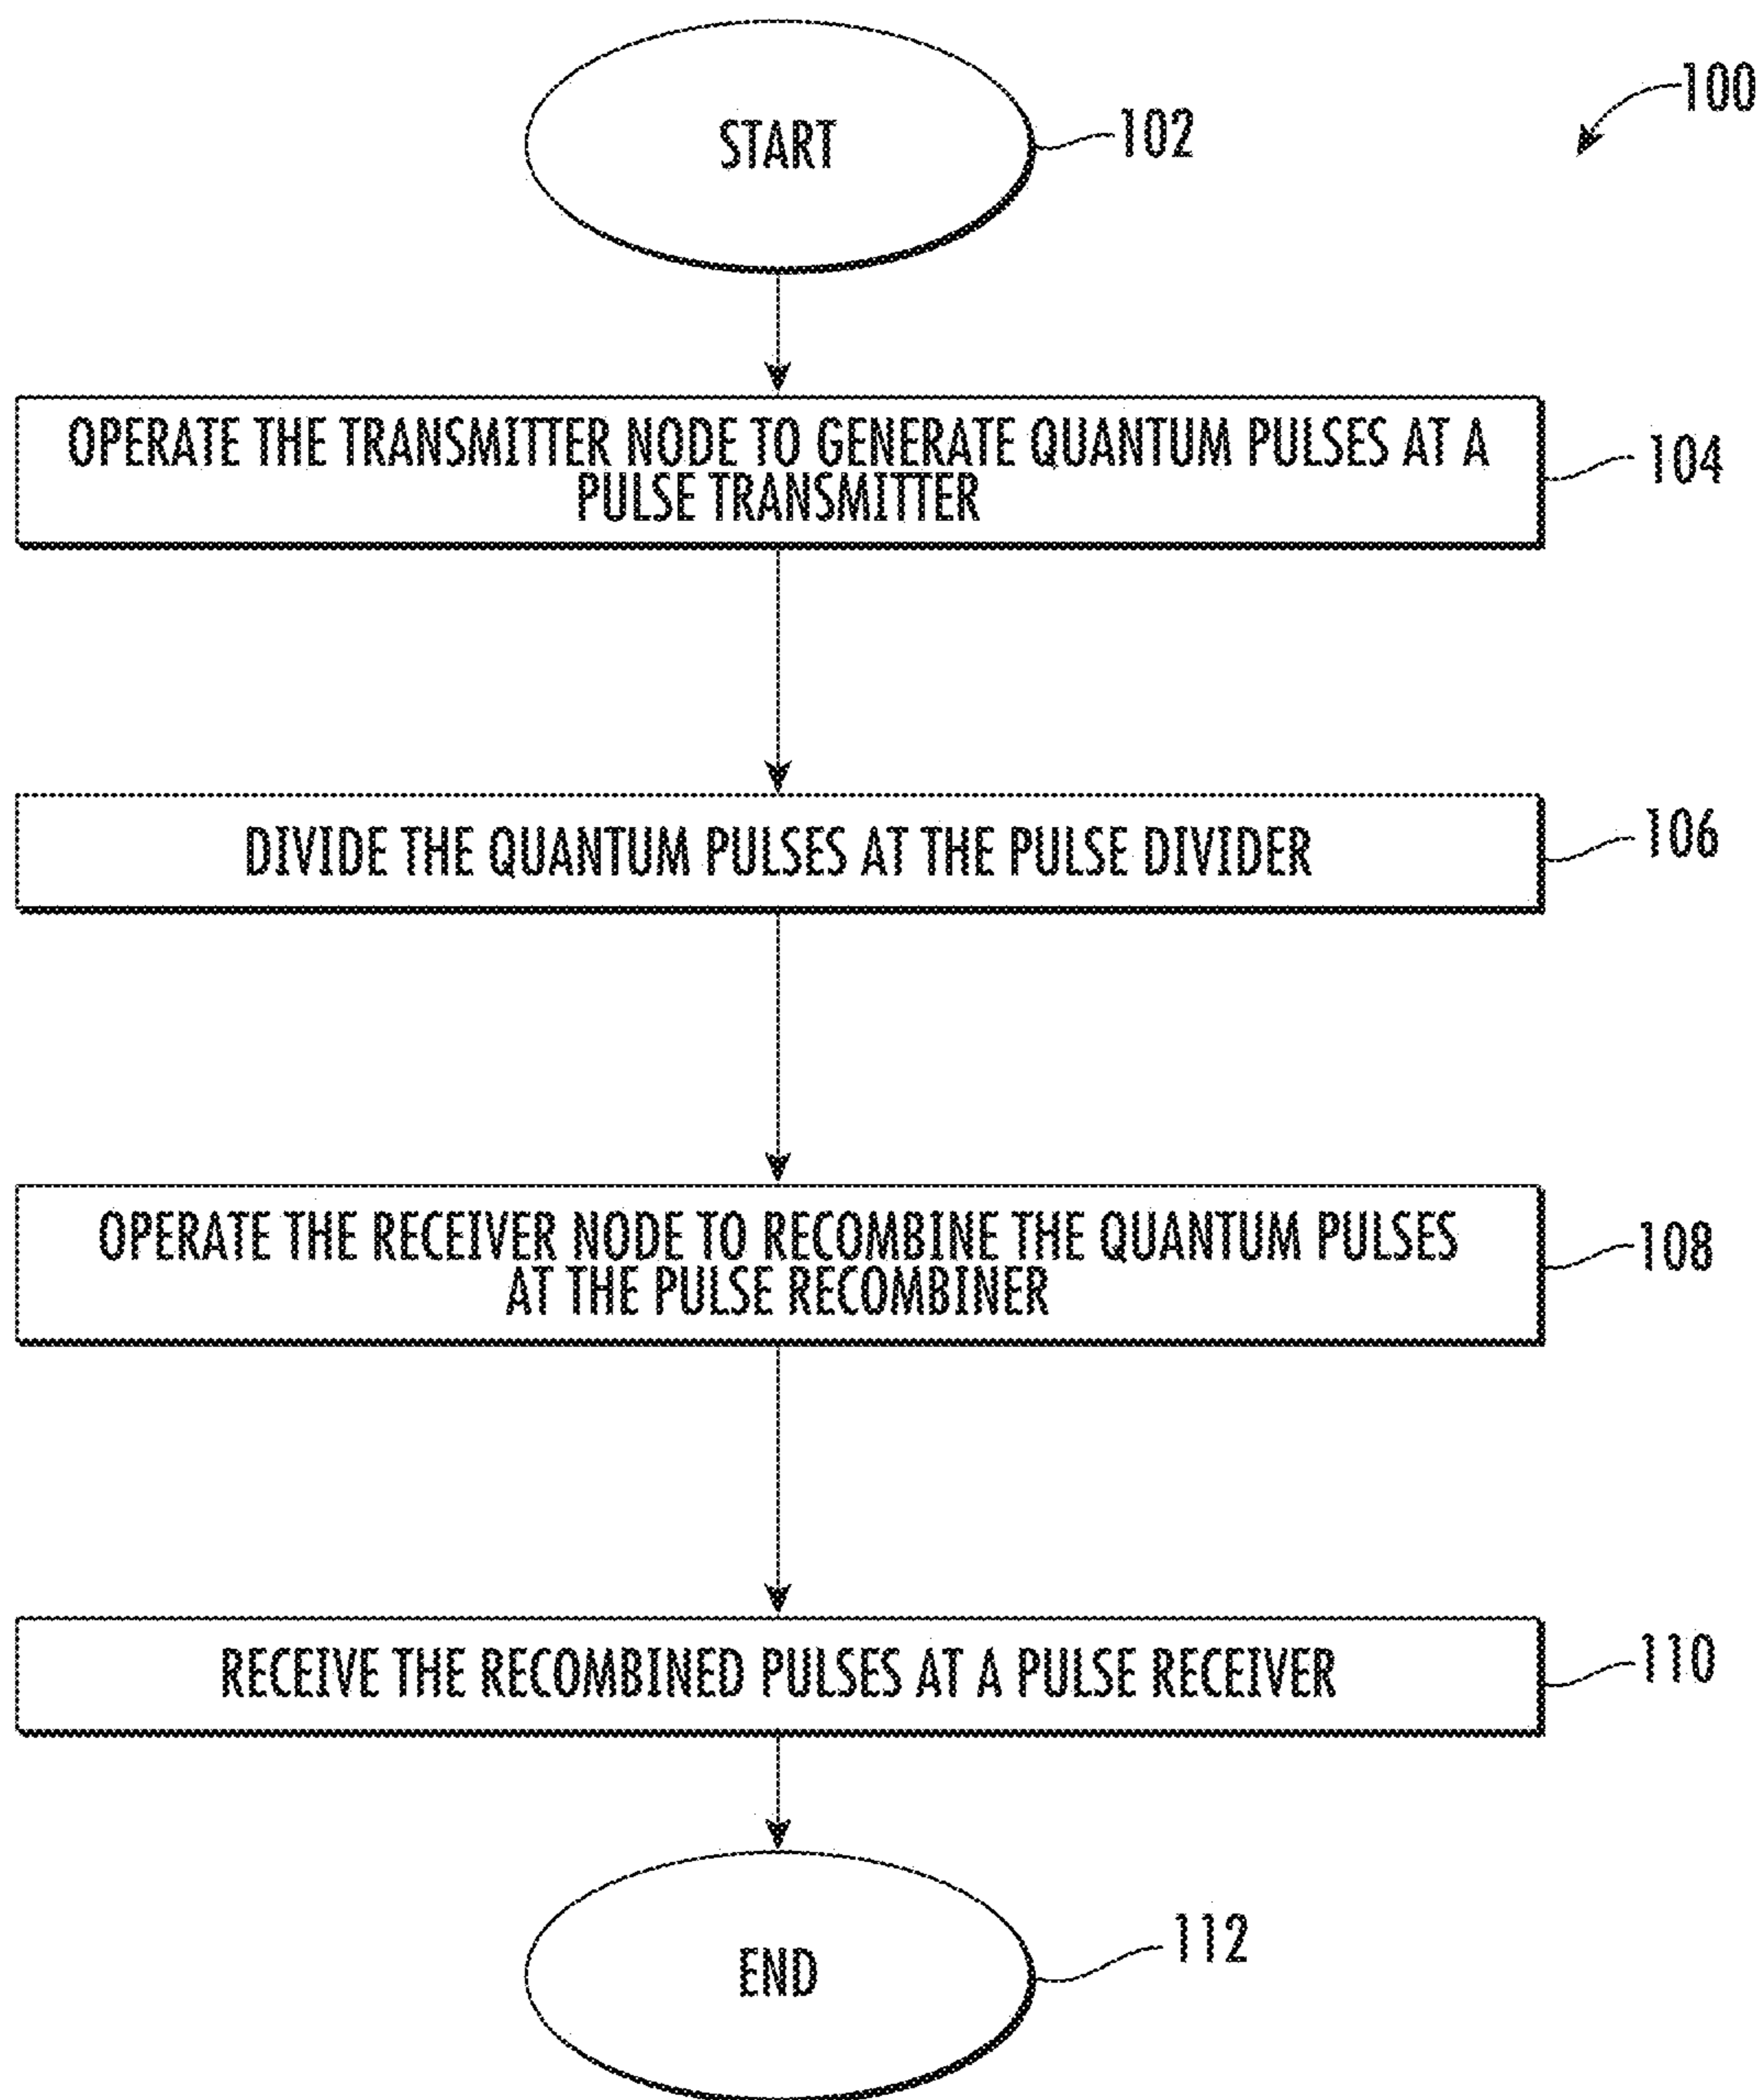 100
START
102
OPERATE THE TRANSMITTER NODE TO GENERATE QUANTUM PULSES AT A
PULSE TRANSMITTER
104
DIVIDE THE QUANTUM PULSES AT THE PULSE DIVIDER
106
OPERATE THE RECEIVER NODE TO RECOMBINE THE QUANTUM PULSES
AT THE PULSE RECOMBINER
108
RECEIVE THE RECOMBINED PULSES AT A PULSE RECEIVER
110
END
112